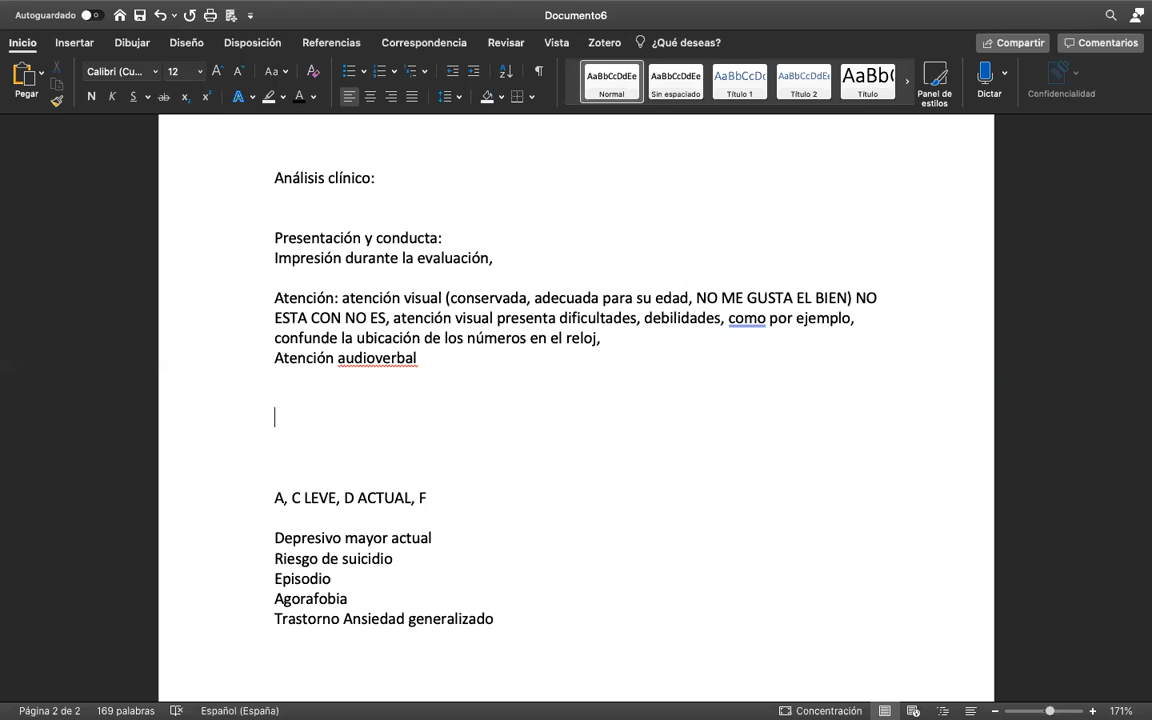 Autoguardado
Documento6
Inicio Insertar Dibujar Diseño Disposición Referencias Correspondencia Revisar Vista Zotero ¿Qué deseas? Compartir Comentarios
Pegar
Calibri (Cu... 12 A A Aa A
N K S ab x₂ x² A A
AaBbCcDdEe AaBbCcDdEe AaBbCcDc AaBbCcDdEe AaBb(
Normal Sin espaciado Título 1 Título 2 Título
Panel de estilos
Dictar
Confidencialidad
Análisis clínico:
Presentación y conducta:
Impresión durante la evaluación,
Atención: atención visual (conservada, adecuada para su edad, NO ME GUSTA EL BIEN) NO
ESTA CON NO ES, atención visual presenta dificultades, debilidades, como por ejemplo,
confunde la ubicación de los números en el reloj,
Atención audioverbal
A, C LEVE, D ACTUAL, F
Depresivo mayor actual
Riesgo de suicidio
Episodio
Agorafobia
Trastorno Ansiedad generalizado
Página 2 de 2 169 palabras Español (España) Concentración 171%